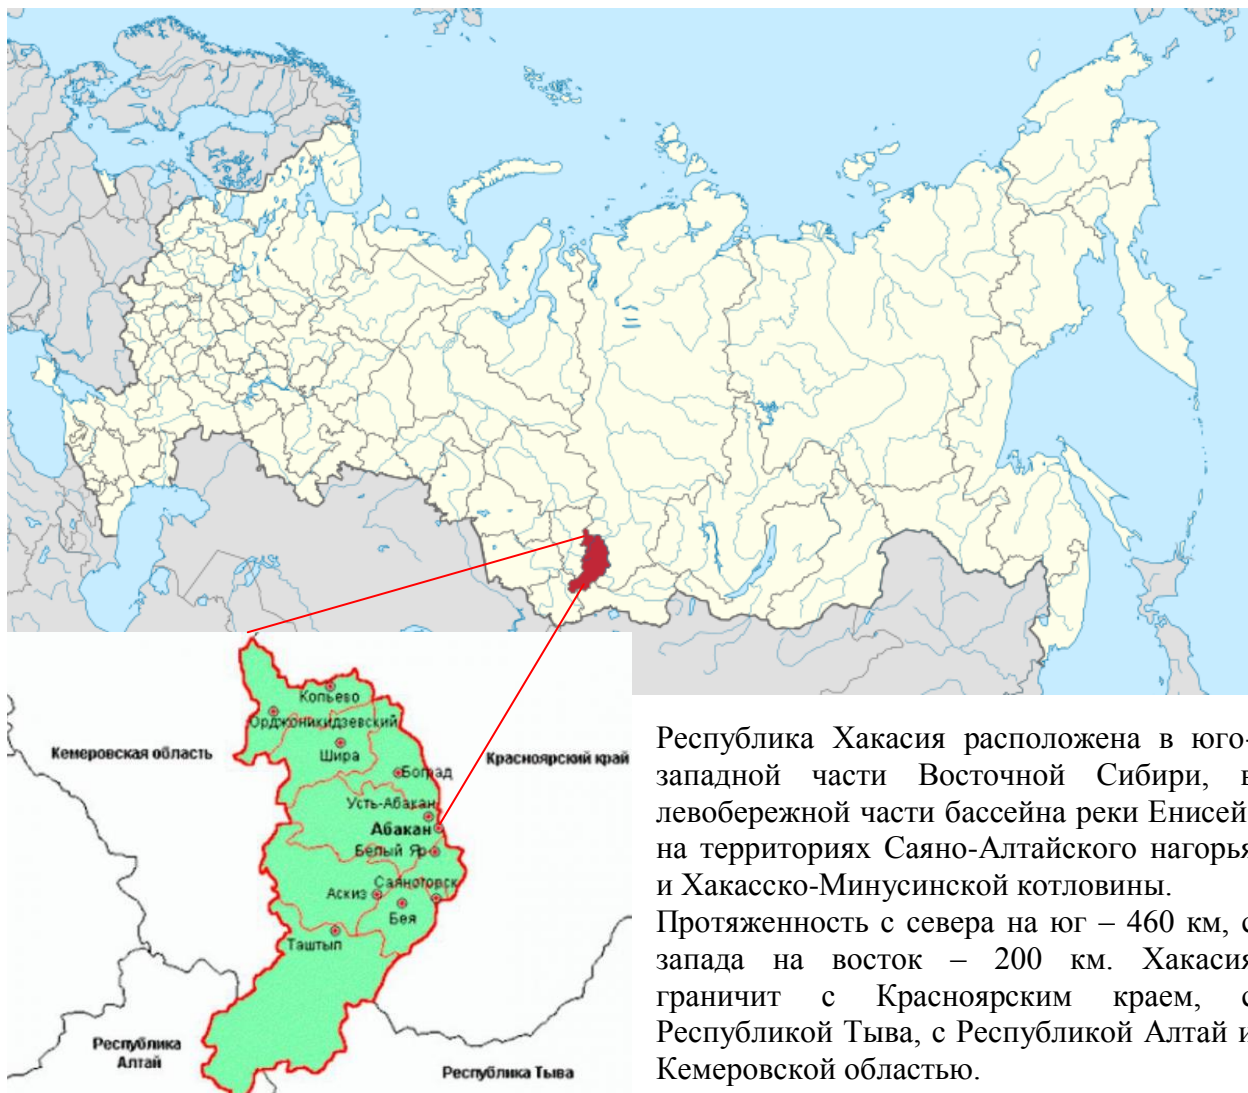 Копьево
Орджоникидзевский
Шира
Кемеровская область
Красноярский край
Боград
Усть-Абакан
Абакан
Белый Яр
Саяногорск
Аскиз
Бея
Таштып
Республика
Алтай
Республика Тыва
Республика Хакасия расположена в юго-
западной части Восточной Сибири, в
левобережной части бассейна реки Енисей
на территориях Саяно-Алтайского нагорья
и Хакасско-Минусинской котловины.
Протяженность с севера на юг – 460 км, с
запада на восток – 200 км. Хакасия
граничит с Красноярским краем, с
Республикой Тыва, с Республикой Алтай и
Кемеровской областью.